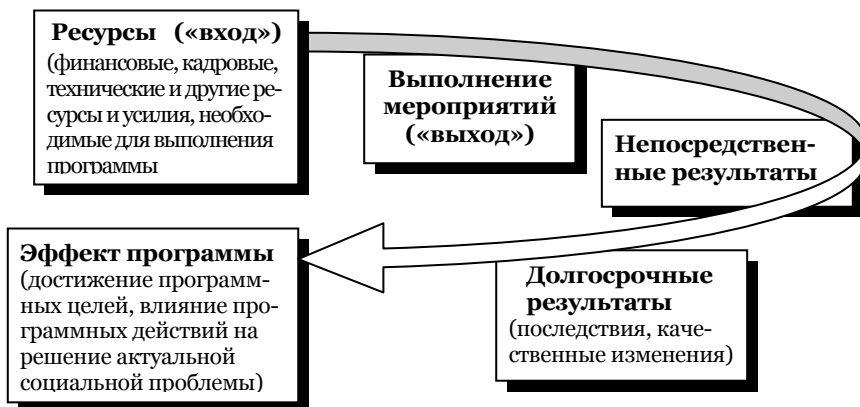 Ресурсы («вход»)
(финансовые, кадровые,
технические и другие ре-
сурсы и усилия, необхо-
димые для выполнения
программы
Выполнение
мероприятий
(«выход»)
Непосредствен-
ные результаты
Долгосрочные
результаты
(последствия, каче-
ственные изменения)
Эффект программы
(достижение программ-
ных целей, влияние про-
граммных действий на
решение актуальной
социальной проблемы)